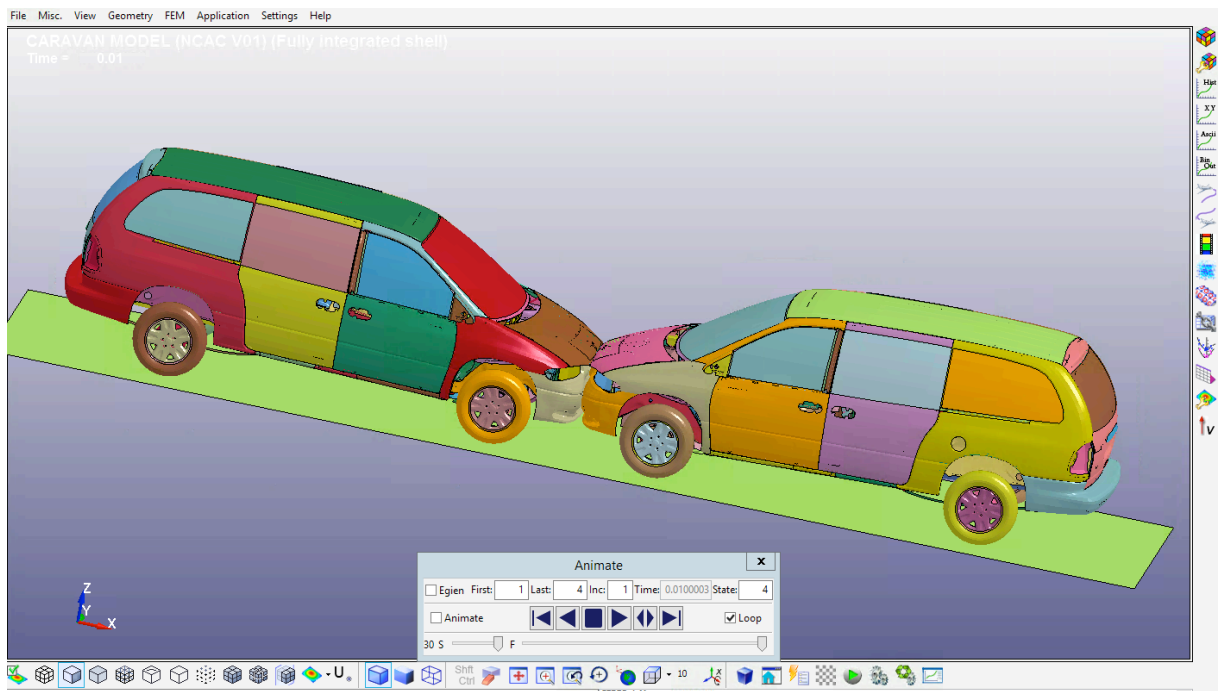 File Misc. View Geometry FEM Application Settings Help
CARAVAN MODEL (NCAC V01) (Fully Integrated shell)
Time = 0.01
Hist
XY
Ascii
Bin
Out
V
Z
Y
X
Animate
x
Egien First: 1 Last: 4 Inc: 1 Time: 0.0100003 State: 4
Animate Loop
30 S F
U
Shft
Ctrl
10